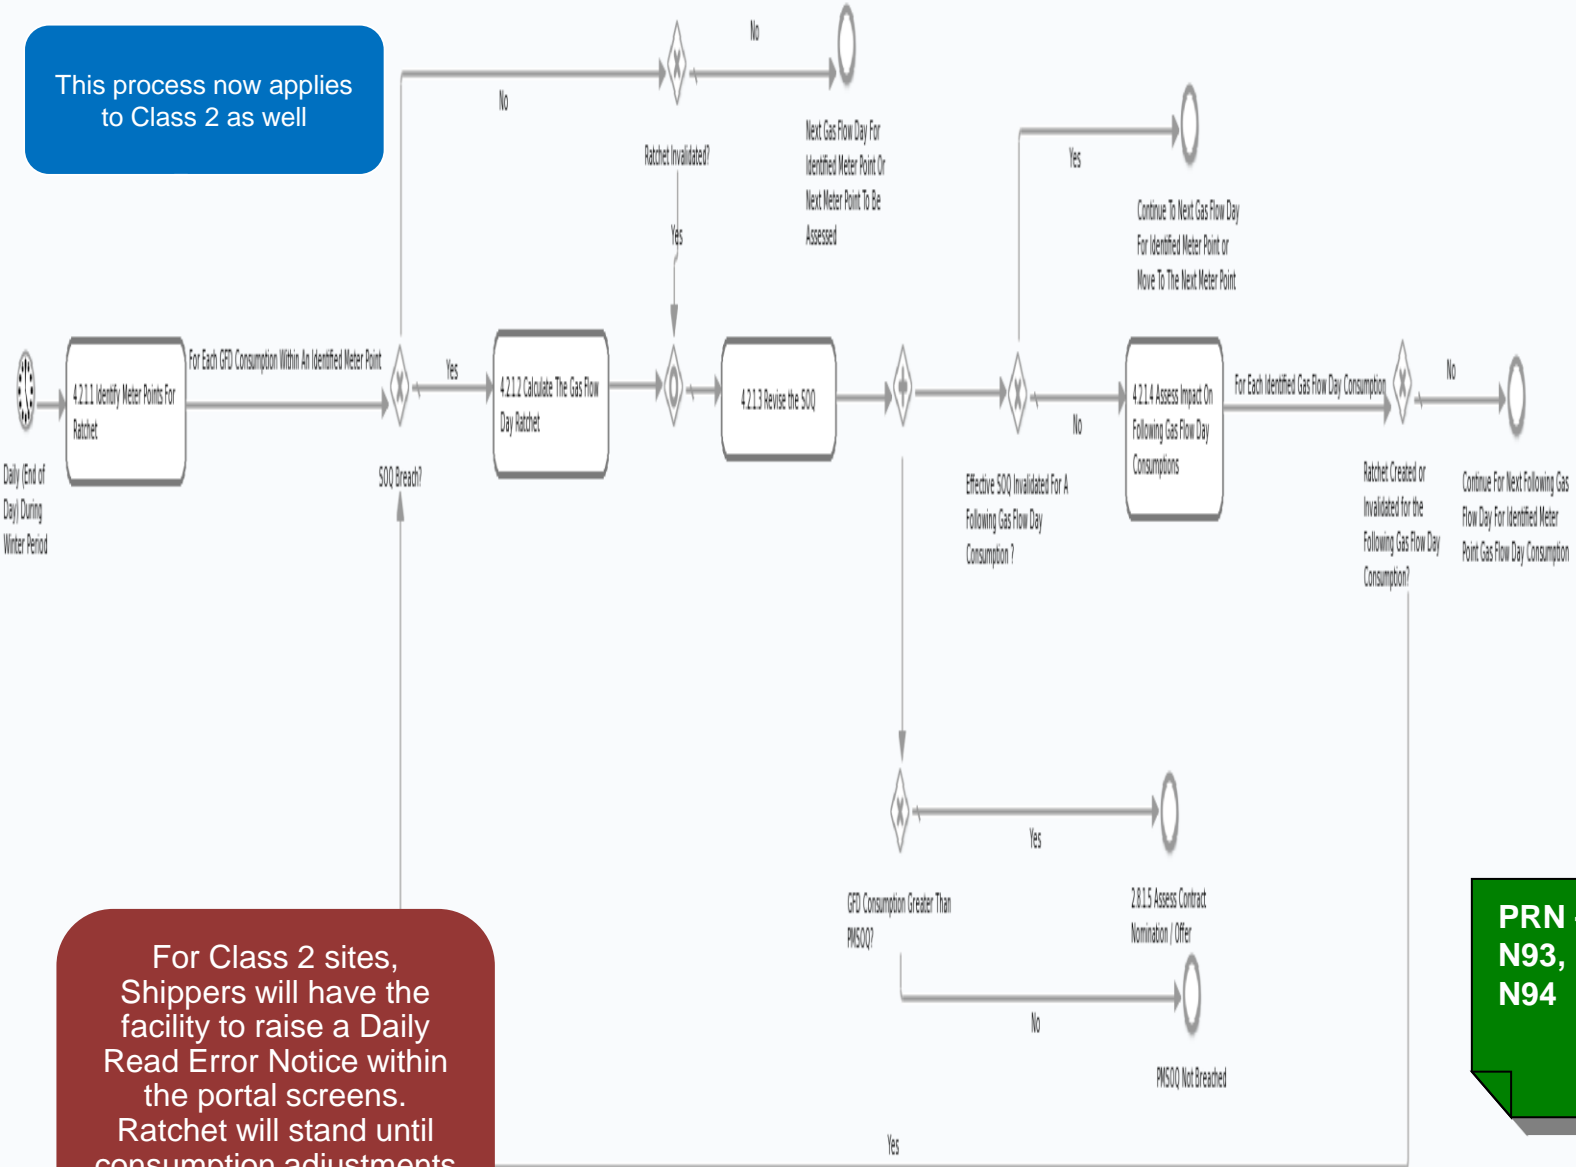 This process now applies
to Class 2 as well
No
No
Ratchet Invalidated?
Yes
Next Gas Flow Day For
Identified Meter Point Or
Next Meter Point To Be
Assessed
Yes
Continue To Next Gas Flow Day
For Identified Meter Point or
Move To The Next Meter Point
Daily (End of
Day) During
Winter Period
4.2.1.1 Identify Meter Points For
Ratchet
For Each GFD Consumption Within An Identified Meter Point
SOQ Breach?
Yes
4.2.1.2 Calculate The Gas Flow
Day Ratchet
4.2.1.3 Revise the SOQ
Effective SOQ Invalidated For A
Following Gas Flow Day
Consumption ?
No
4.2.1.4 Assess Impact On
Following Gas Flow Day
Consumptions
For Each Identified Gas Flow Day Consumption
Ratchet Created or
Invalidated for the
Following Gas Flow Day
Consumption?
No
Continue For Next Following Gas
Flow Day For Identified Meter
Point Gas Flow Day Consumption
GFD Consumption Greater Than
PMSOQ?
Yes
2.8.1.5 Assess Contract
Nomination / Offer
No
PMSOQ Not Breached
Yes
For Class 2 sites,
Shippers will have the
facility to raise a Daily
Read Error Notice within
the portal screens.
Ratchet will stand until
consumption adjustments
PRN
N93,
N94